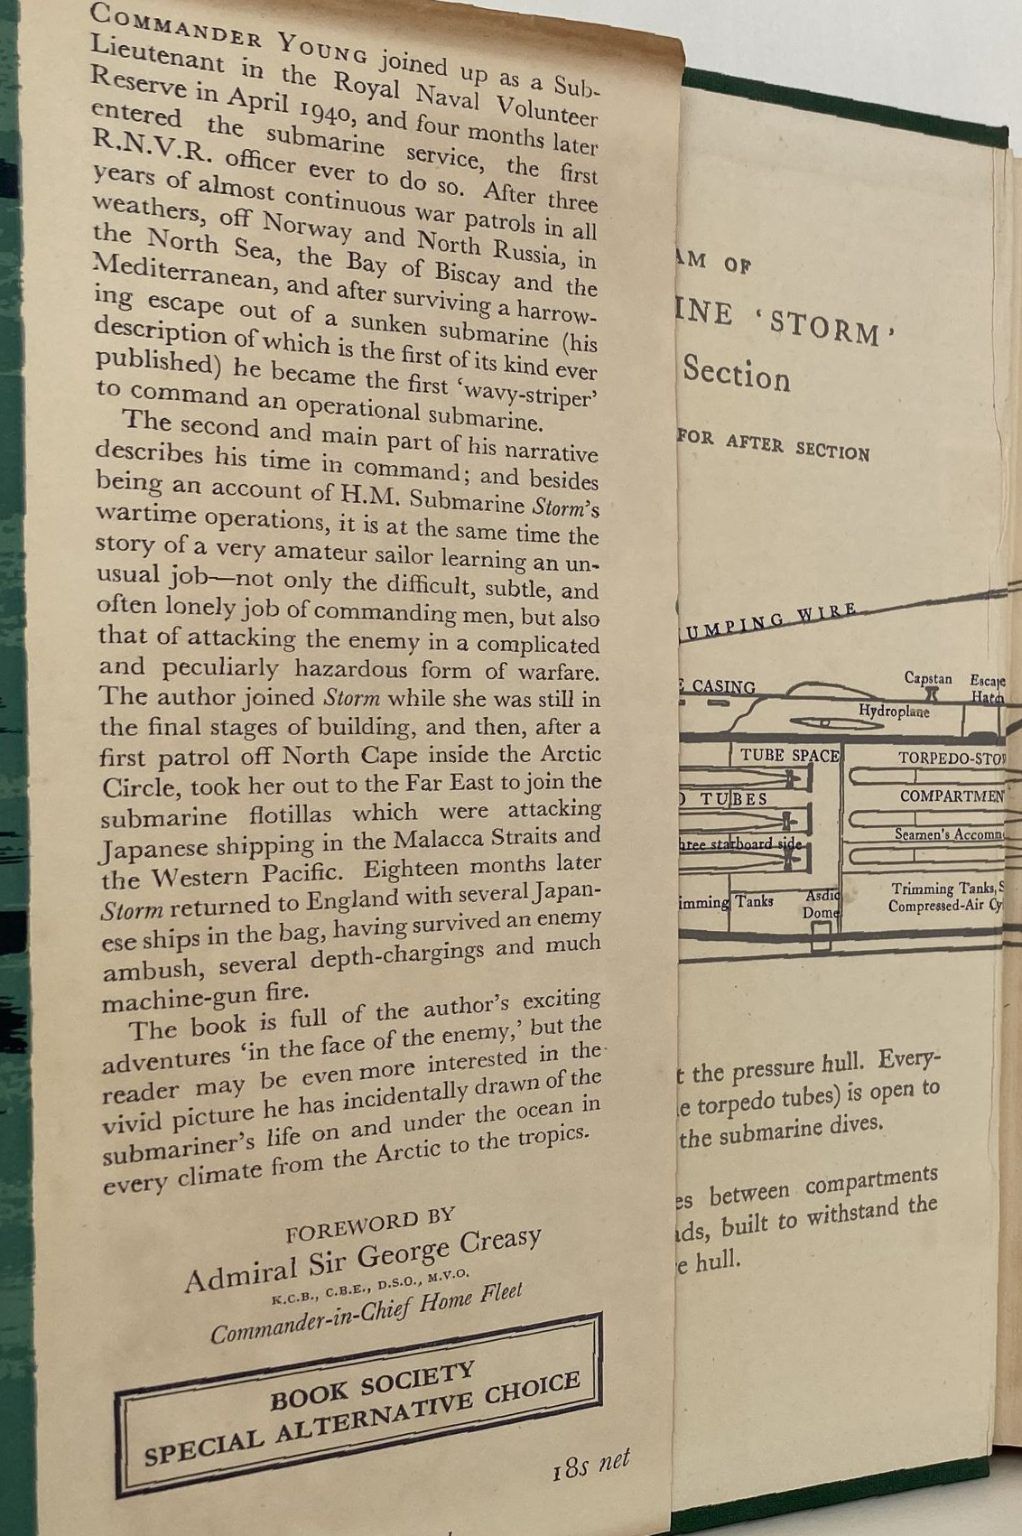 COMMANDER YOUNG joined up as a Sub-
Lieutenant in the Royal Naval Volunteer
Reserve in April 1940, and four months later
entered the submarine service, the first
R.N.V.R. officer ever to do so. After three
years of almost continuous war patrols in all
weathers, off Norway and North Russia, in
the North Sea, the Bay of Biscay and the
Mediterranean, and after surviving a harrow-
ing escape out of a sunken submarine (his
description of which is the first of its kind ever
published) he became the first ‘wavy-striper’
to command an operational submarine.
The second and main part of his narrative
describes his time in command; and besides
being an account of H.M. Submarine Storm’s
wartime operations, it is at the same time the
story of a very amateur sailor learning an un-
usual job—not only the difficult, subtle, and
often lonely job of commanding men, but also
that of attacking the enemy in a complicated
and peculiarly hazardous form of warfare.
The author joined Storm while she was still in
the final stages of building, and then, after a
first patrol off North Cape inside the Arctic
Circle, took her out to the Far East to join the
submarine flotillas which were attacking
Japanese shipping in the Malacca Straits and
the Western Pacific. Eighteen months later
Storm returned to England with several Japan-
ese ships in the bag, having survived an enemy
ambush, several depth-chargings and much
machine-gun fire.
The book is full of the author’s exciting
adventures ‘in the face of the enemy,’ but the
reader may be even more interested in the
vivid picture he has incidentally drawn of the
submariner’s life on and under the ocean in
every climate from the Arctic to the tropics.
FOREWORD BY
Admiral Sir George Creasy
K.C.B., C.B.E., D.S.O., M.V.O.
Commander-in-Chief Home Fleet
BOOK SOCIETY
SPECIAL ALTERNATIVE CHOICE
18s net
AM OF
INE ‘STORM’
Section
FOR AFTER SECTION
UMPING WIRE
E CASING
Capstan
Escape
Hatch
Hydroplane
TUBE SPACE
TORPEDO-STO
O TUBES
COMPARTMEN
hree starboard side
Seamen's Accomm
imming Tanks
Asdic
Dome
Trimming Tanks, S
Compressed-Air Cy
t the pressure hull. Every-
e torpedo tubes) is open to
the submarine dives.
es between compartments
ads, built to withstand the
e hull.